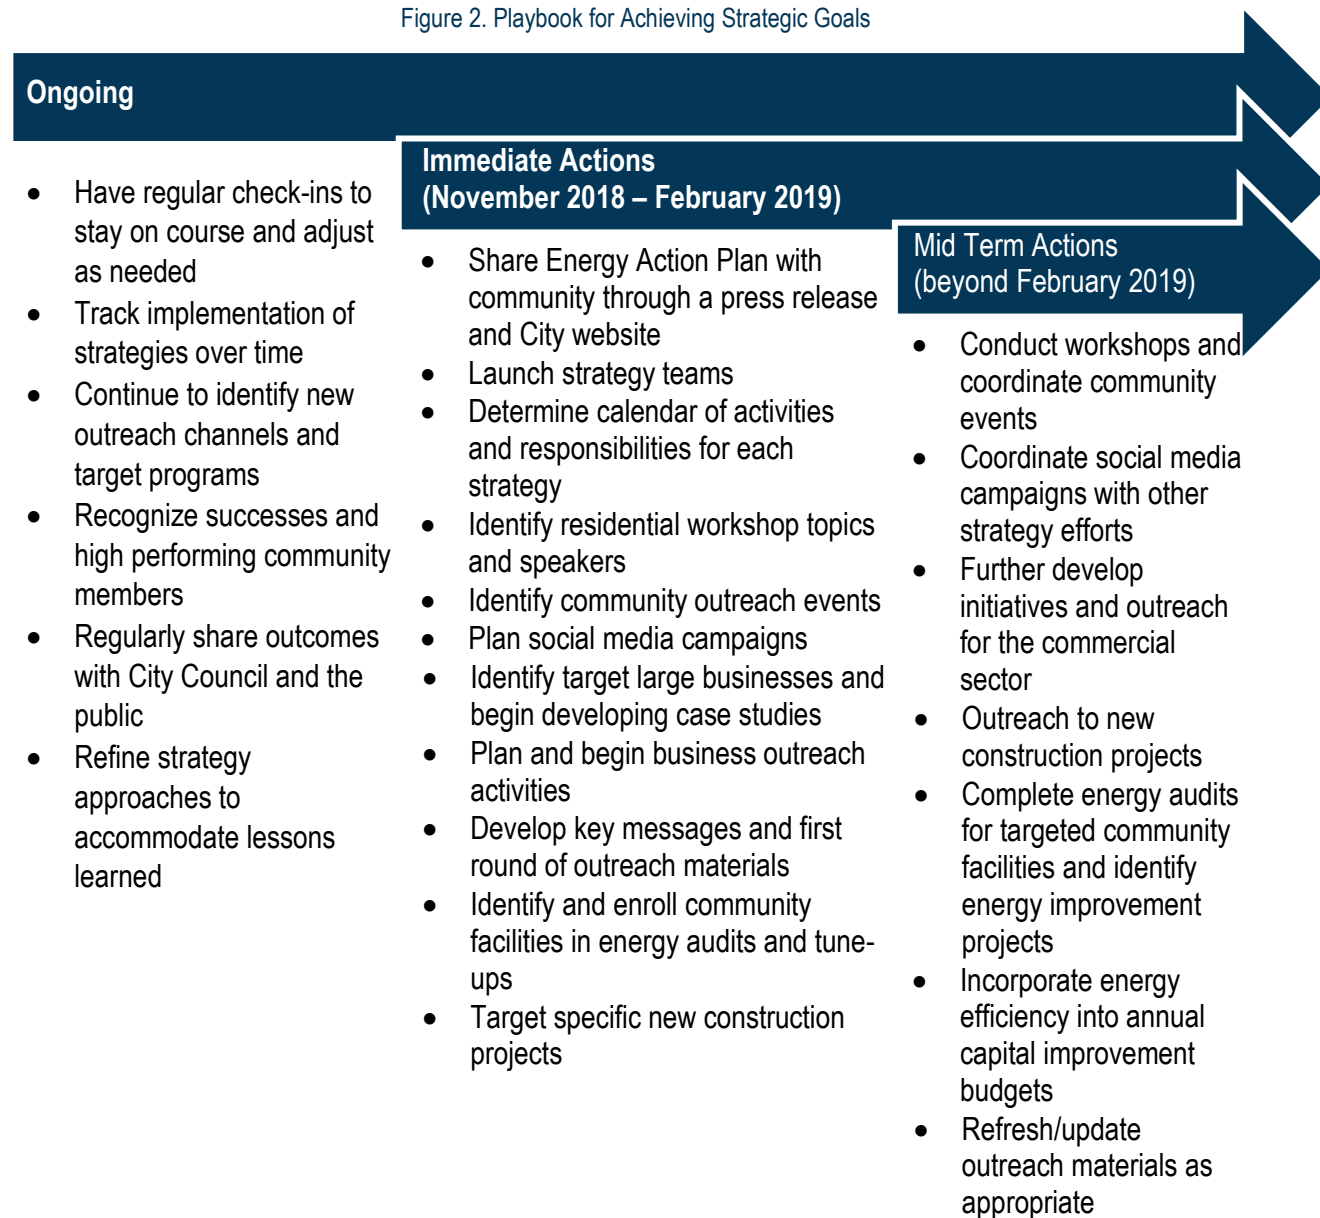 Figure 2. Playbook for Achieving Strategic Goals
Ongoing
• Have regular check-ins to
stay on course and adjust
as needed
• Track implementation of
strategies over time
• Continue to identify new
outreach channels and
target programs
• Recognize successes and
high performing community
members
• Regularly share outcomes
with City Council and the
public
• Refine strategy
approaches to
accommodate lessons
learned
Immediate Actions
(November 2018 – February 2019)
• Share Energy Action Plan with
community through a press release
and City website
• Launch strategy teams
• Determine calendar of activities
and responsibilities for each
strategy
• Identify residential workshop topics
and speakers
• Identify community outreach events
• Plan social media campaigns
• Identify target large businesses and
begin developing case studies
• Plan and begin business outreach
activities
• Develop key messages and first
round of outreach materials
• Identify and enroll community
facilities in energy audits and tune-
ups
• Target specific new construction
projects
Mid Term Actions
(beyond February 2019)
• Conduct workshops and
coordinate community
events
• Coordinate social media
campaigns with other
strategy efforts
• Further develop
initiatives and outreach
for the commercial
sector
• Outreach to new
construction projects
• Complete energy audits
for targeted community
facilities and identify
energy improvement
projects
• Incorporate energy
efficiency into annual
capital improvement
budgets
• Refresh/update
outreach materials as
appropriate